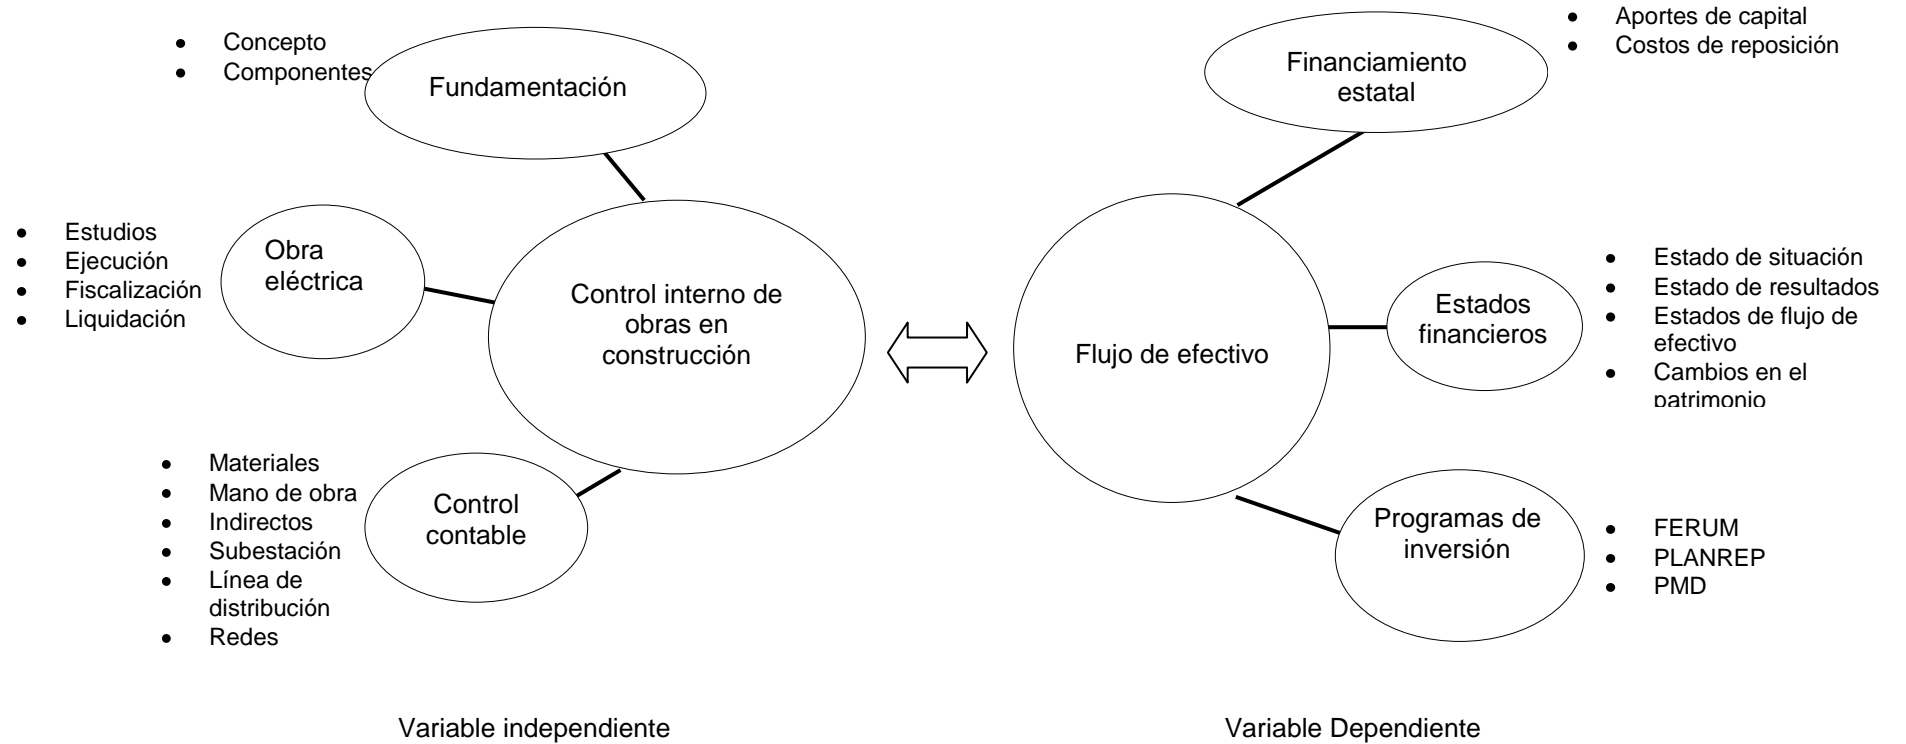 Concepto
Componentes
Fundamentación
Estudios
Ejecución
Fiscalización
Liquidación
Obra
eléctrica
Control interno de
obras en
construcción
Materiales
Mano de obra
Indirectos
Subestación
Línea de
distribución
Redes
Control
contable
Variable independiente
Aportes de capital
Costos de reposición
Financiamiento
estatal
Flujo de efectivo
Estados
financieros
Estado de situación
Estado de resultados
Estados de flujo de
efectivo
Cambios en el
patrimonio
Programas de
inversión
FERUM
PLANREP
PMD
Variable Dependiente